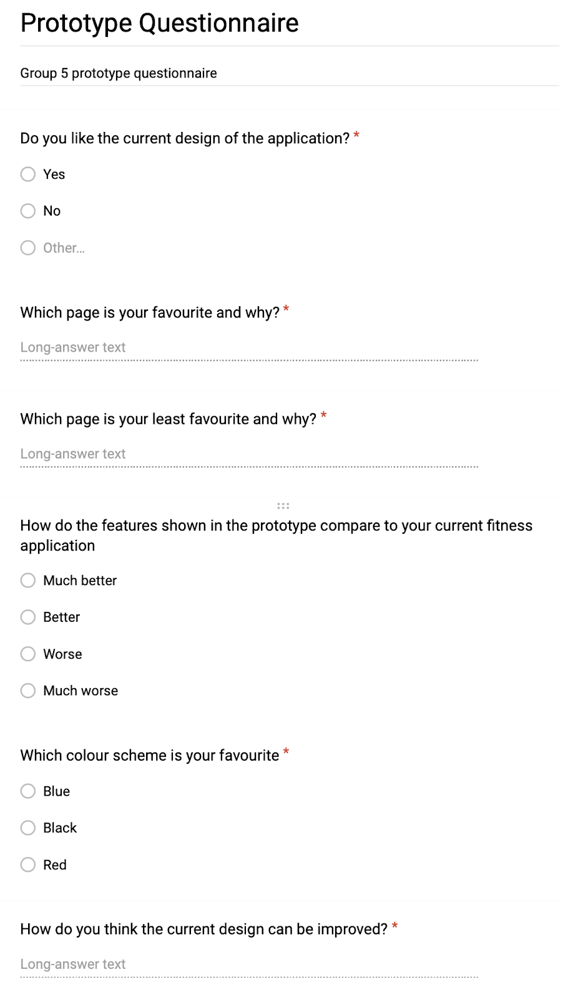 Prototype Questionnaire
Group 5 prototype questionnaire
Do you like the current design of the application? *
Yes
No
Other...
Which page is your favourite and why? *
Long-answer text
Which page is your least favourite and why? *
Long-answer text
How do the features shown in the prototype compare to your current fitness
application
Much better
Better
Worse
Much worse
Which colour scheme is your favourite *
Blue
Black
Red
How do you think the current design can be improved? *
Long-answer text